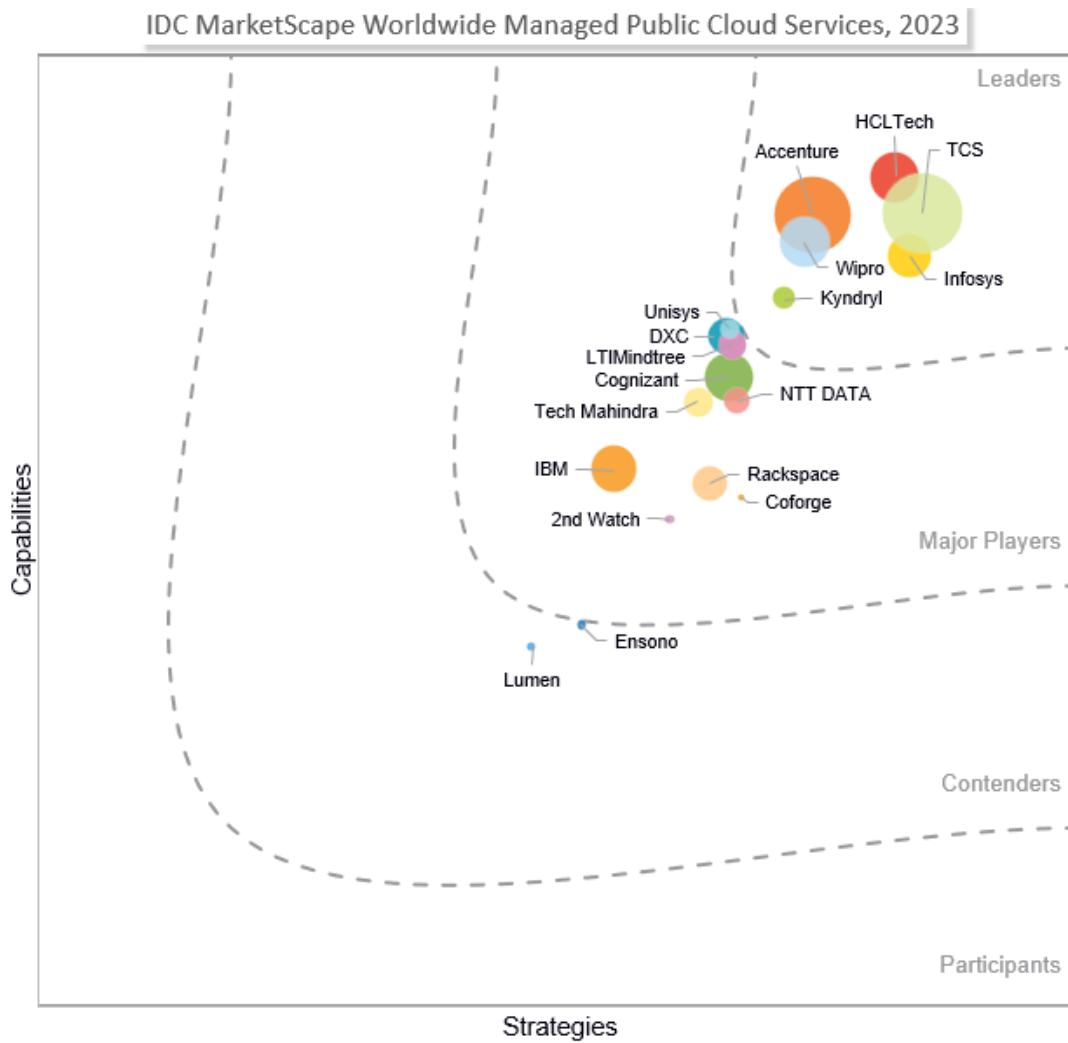 IDC MarketScape Worldwide Managed Public Cloud Services, 2023
Leaders
HCLTech
Accenture
TCS
Wipro
Infosys
Kyndryl
Unisys
DXC
LTIMindtree
Cognizant
NTT DATA
Tech Mahindra
IBM
Rackspace
Coforge
2nd Watch
Major Players
Capabilities
Ensono
Lumen
Contenders
Participants
Strategies